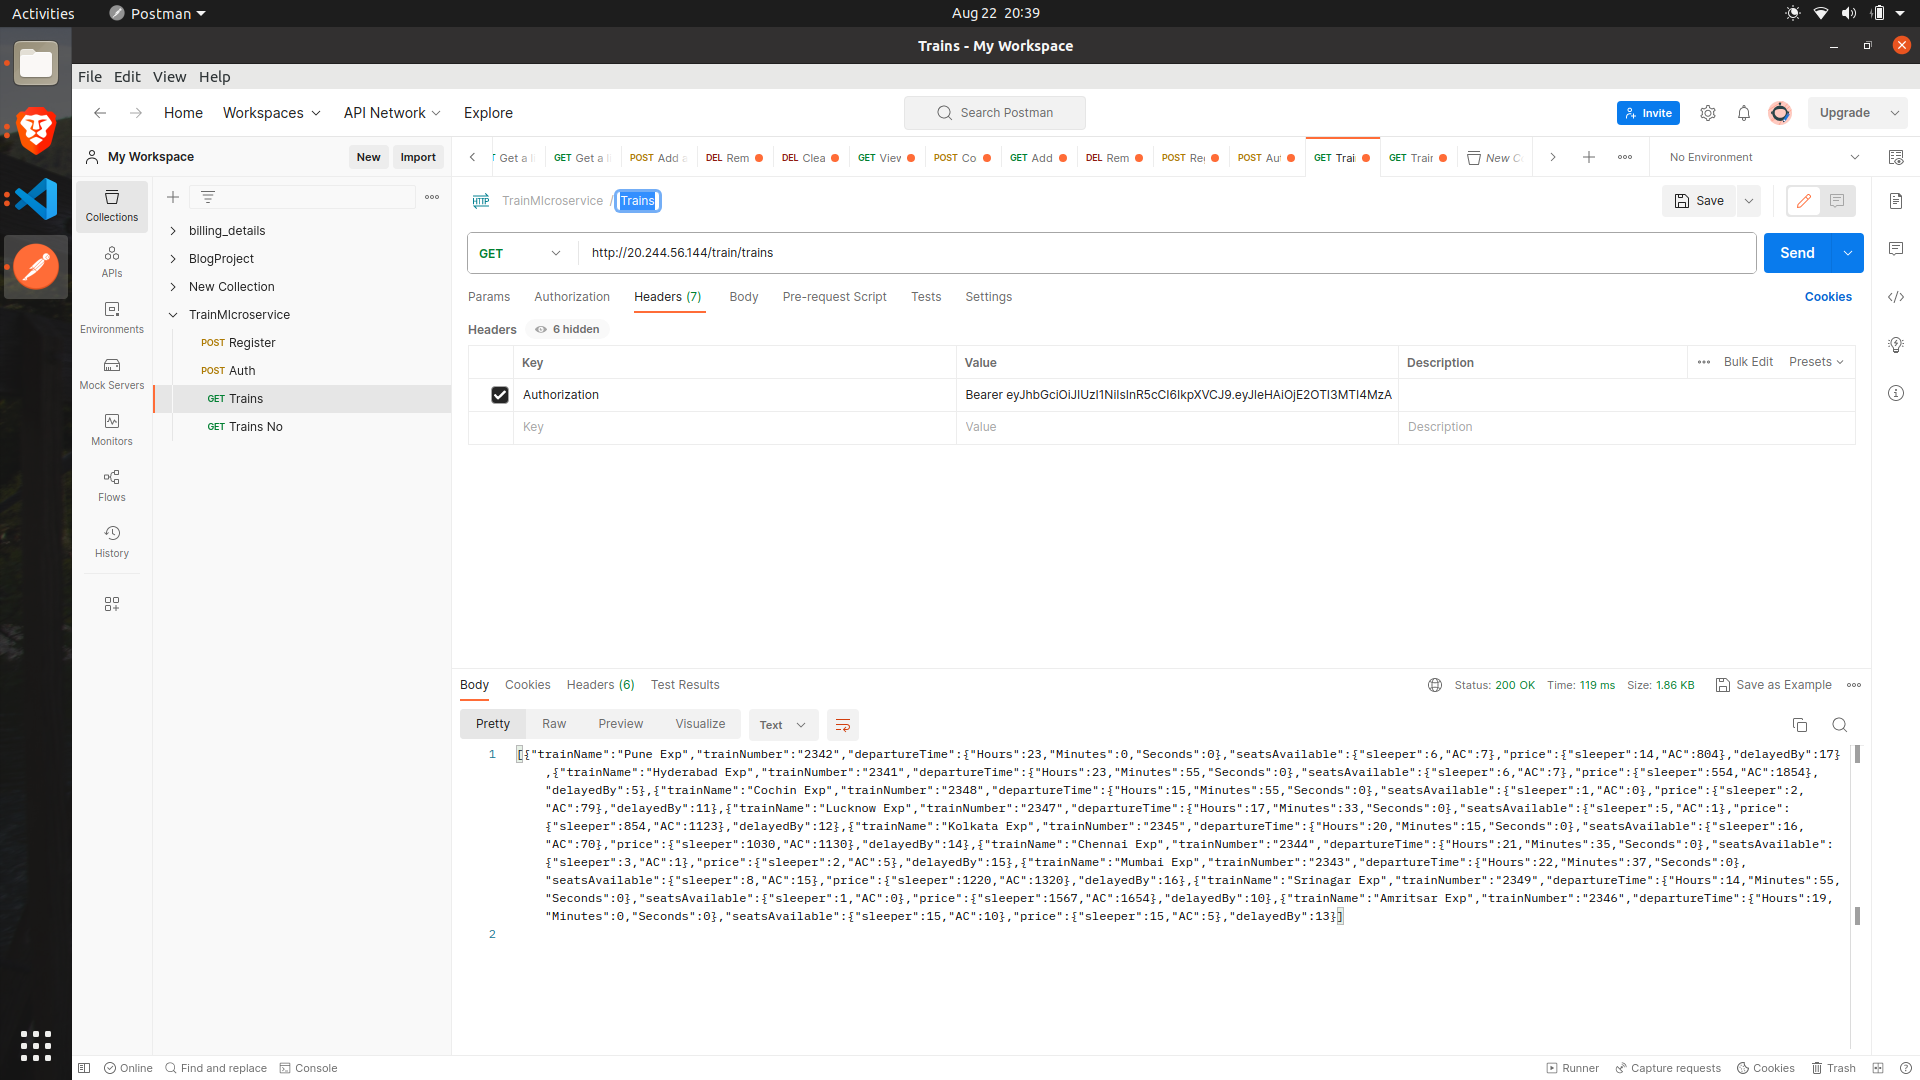 Activities
Postman
Aug 22 20:39
Trains - My Workspace
File Edit View Help
Home Workspaces API Network Explore
Search Postman
Invite
Upgrade
My Workspace
New Import
GET Get a l
POST Add
DEL Rem
DEL Clea
GET View
POST Co
GET Add
DEL Rem
POST Re
POST Au
GET Trai
GET Trair
New C
No Environment
Collections
APIs
Environments
Mock Servers
Monitors
Flows
History
billing_details
BlogProject
New Collection
TrainMIcroservice
POST Register
POST Auth
GET Trains
GET Trains No
HTTP TrainMIcroservice / Trains
Save
GET http://20.244.56.144/train/trains
Send
Params Authorization Headers (7) Body Pre-request Script Tests Settings
Cookies
Headers 6 hidden
Key Value Description
Bulk Edit Presets
Authorization Bearer eyJhbGciOiJIUzI1NiIsInR5cCI6IkpXVCJ9.eyJleHAiOjE2OTI3MTI4MzA
Key Value Description
Body Cookies Headers (6) Test Results
Status: 200 OK Time: 119 ms Size: 1.86 KB
Save as Example
Pretty Raw Preview Visualize Text
1 [{"trainName":"Pune Exp","trainNumber":"2342","departureTime":{"Hours":23,"Minutes":0,"Seconds":0},"seatsAvailable":{"sleeper":6,"AC":7},"price":{"sleeper":14,"AC":804},"delayedBy":17}
,{"trainName":"Hyderabad Exp","trainNumber":"2341","departureTime":{"Hours":23,"Minutes":55,"Seconds":0},"seatsAvailable":{"sleeper":6,"AC":7},"price":{"sleeper":554,"AC":1854},
"delayedBy":5},{"trainName":"Cochin Exp","trainNumber":"2348","departureTime":{"Hours":15,"Minutes":55,"Seconds":0},"seatsAvailable":{"sleeper":1,"AC":0},"price":{"sleeper":2,
"AC":79},"delayedBy":11},{"trainName":"Lucknow Exp","trainNumber":"2347","departureTime":{"Hours":17,"Minutes":33,"Seconds":0},"seatsAvailable":{"sleeper":5,"AC":1},"price":
{"sleeper":854,"AC":1123},"delayedBy":12},{"trainName":"Kolkata Exp","trainNumber":"2345","departureTime":{"Hours":20,"Minutes":15,"Seconds":0},"seatsAvailable":{"sleeper":16,
"AC":70},"price":{"sleeper":1030,"AC":1130},"delayedBy":14},{"trainName":"Chennai Exp","trainNumber":"2344","departureTime":{"Hours":21,"Minutes":35,"Seconds":0},"seatsAvailable":
{"sleeper":3,"AC":1},"price":{"sleeper":2,"AC":5},"delayedBy":15},{"trainName":"Mumbai Exp","trainNumber":"2343","departureTime":{"Hours":22,"Minutes":37,"Seconds":0},
"seatsAvailable":{"sleeper":8,"AC":15},"price":{"sleeper":1220,"AC":1320},"delayedBy":16},{"trainName":"Srinagar Exp","trainNumber":"2349","departureTime":{"Hours":14,"Minutes":55,
"Seconds":0},"seatsAvailable":{"sleeper":1,"AC":0},"price":{"sleeper":1567,"AC":1654},"delayedBy":10},{"trainName":"Amritsar Exp","trainNumber":"2346","departureTime":{"Hours":19,
"Minutes":0,"Seconds":0},"seatsAvailable":{"sleeper":15,"AC":10},"price":{"sleeper":15,"AC":5},"delayedBy":13}]
2
Online Find and replace Console
Runner Capture requests Cookies Trash